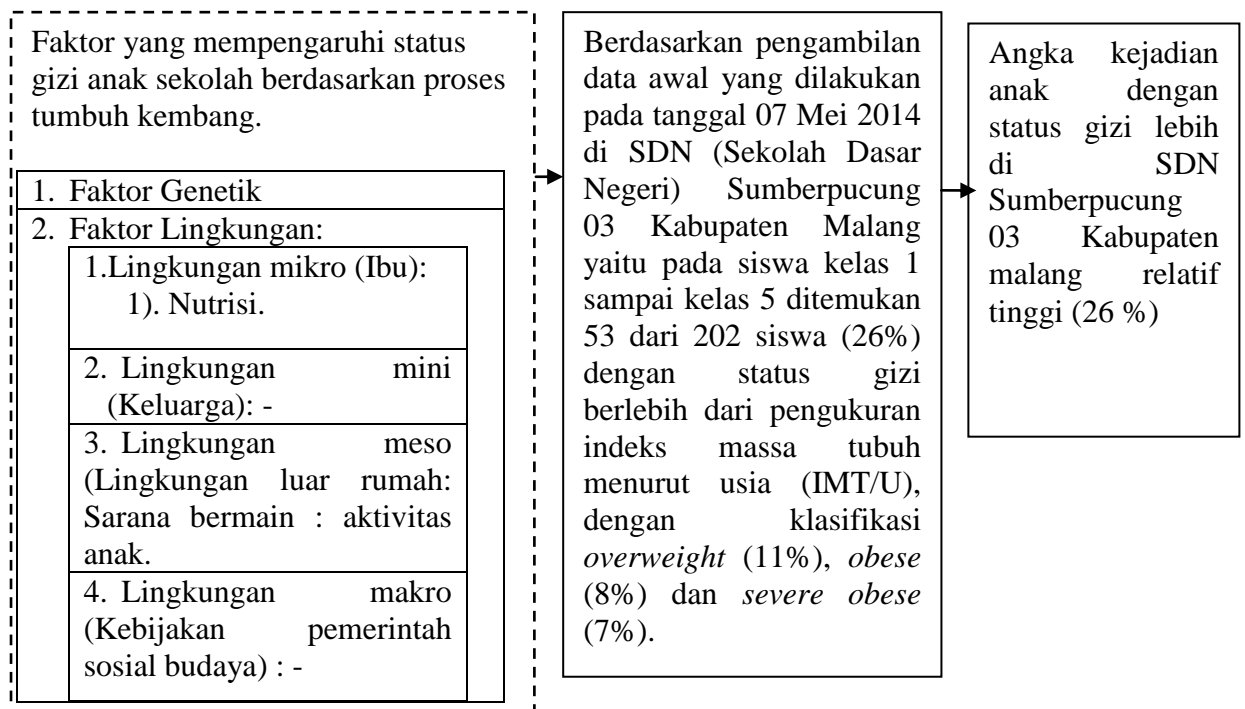 Faktor yang mempengaruhi status
gizi anak sekolah berdasarkan proses
tumbuh kembang.
1. Faktor Genetik
2. Faktor Lingkungan:
1.Lingkungan mikro (Ibu):
1). Nutrisi.
2. Lingkungan mini
(Keluarga): -
3. Lingkungan meso
(Lingkungan luar rumah:
Sarana bermain : aktivitas
anak.
4. Lingkungan makro
(Kebijakan pemerintah
sosial budaya) : -
Berdasarkan pengambilan
data awal yang dilakukan
pada tanggal 07 Mei 2014
di SDN (Sekolah Dasar
Negeri) Sumberpucung
03 Kabupaten Malang
yaitu pada siswa kelas 1
sampai kelas 5 ditemukan
53 dari 202 siswa (26%)
dengan status gizi
berlebih dari pengukuran
indeks massa tubuh
menurut usia (IMT/U),
dengan klasifikasi
overweight (11%), obese
(8%) dan severe obese
(7%).
Angka kejadian
anak dengan
status gizi lebih
di SDN
Sumberpucung
03 Kabupaten
malang relatif
tinggi (26 %)